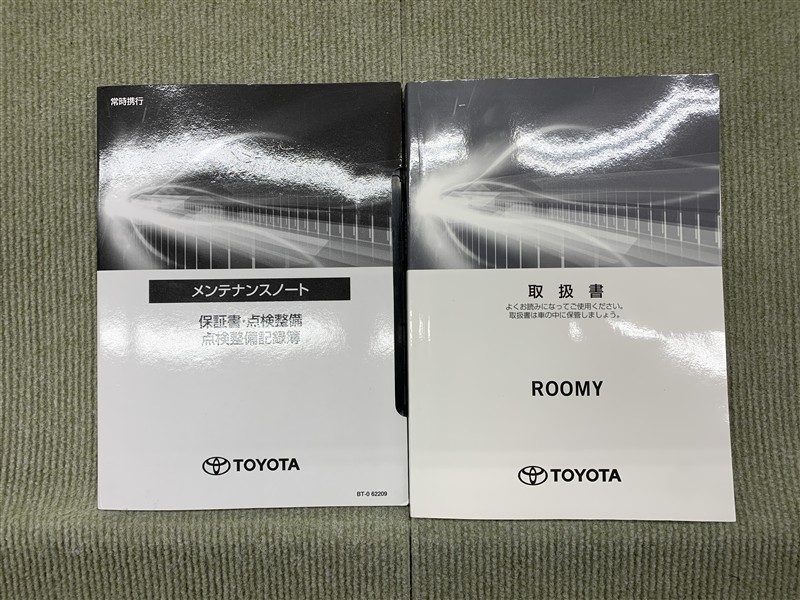 常時携行
メンテナンスノート
保証書・点検整備
点検整備記録簿
TOYOTA
BT-0 62209
取扱書
よくお読みになってご使用ください。
取扱書は車の中に保管しましょう。
ROOMY
TOYOTA